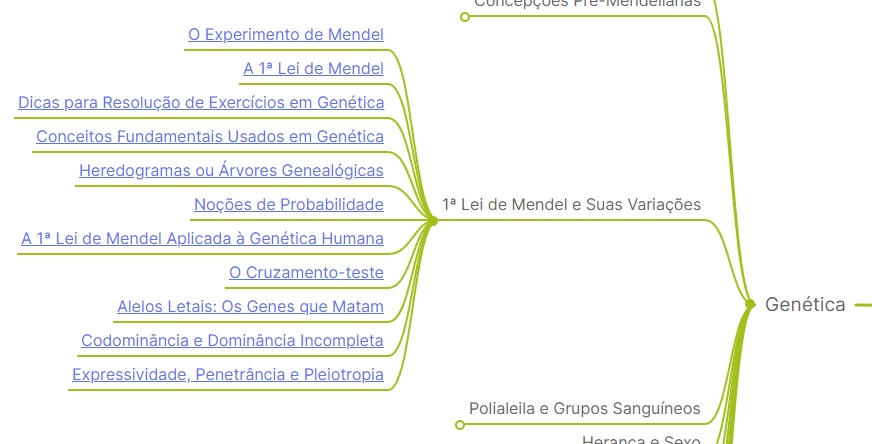 Concepções Pré-Mendelianas
O Experimento de Mendel
A 1ª Lei de Mendel
Dicas para Resolução de Exercícios em Genética
Conceitos Fundamentais Usados em Genética
Heredogramas ou Árvores Genealógicas
Noções de Probabilidade
1ª Lei de Mendel e Suas Variações
A 1ª Lei de Mendel Aplicada à Genética Humana
O Cruzamento-teste
Genética
Alelos Letais: Os Genes que Matam
Codominância e Dominância Incompleta
Expressividade, Penetrância e Pleiotropia
Polialeila e Grupos Sanguíneos
Herança e Sexo